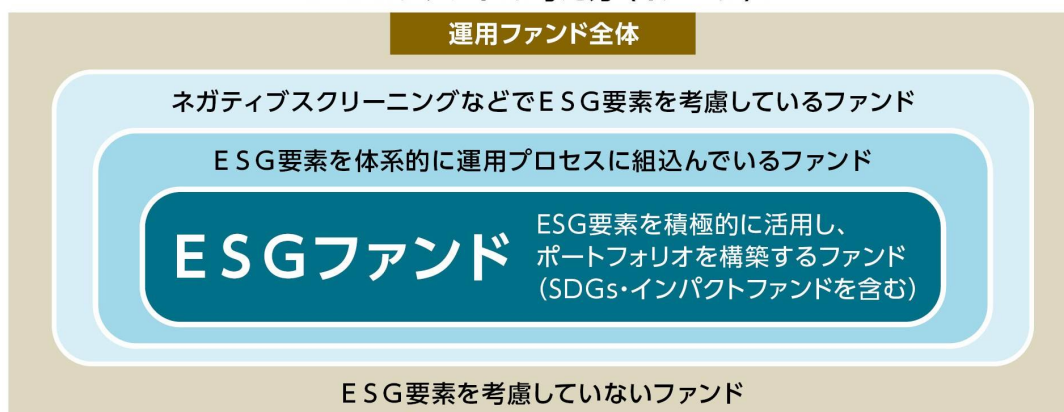 運用ファンド全体
ネガティブスクリーニングなどでESG要素を考慮しているファンド
ESG要素を体系的に運用プロセスに組込んでいるファンド
ESGファンド
ESG要素を積極的に活用し、
ポートフォリオを構築するファンド
（SDGs・インパクトファンドを含む）
ESG要素を考慮していないファンド